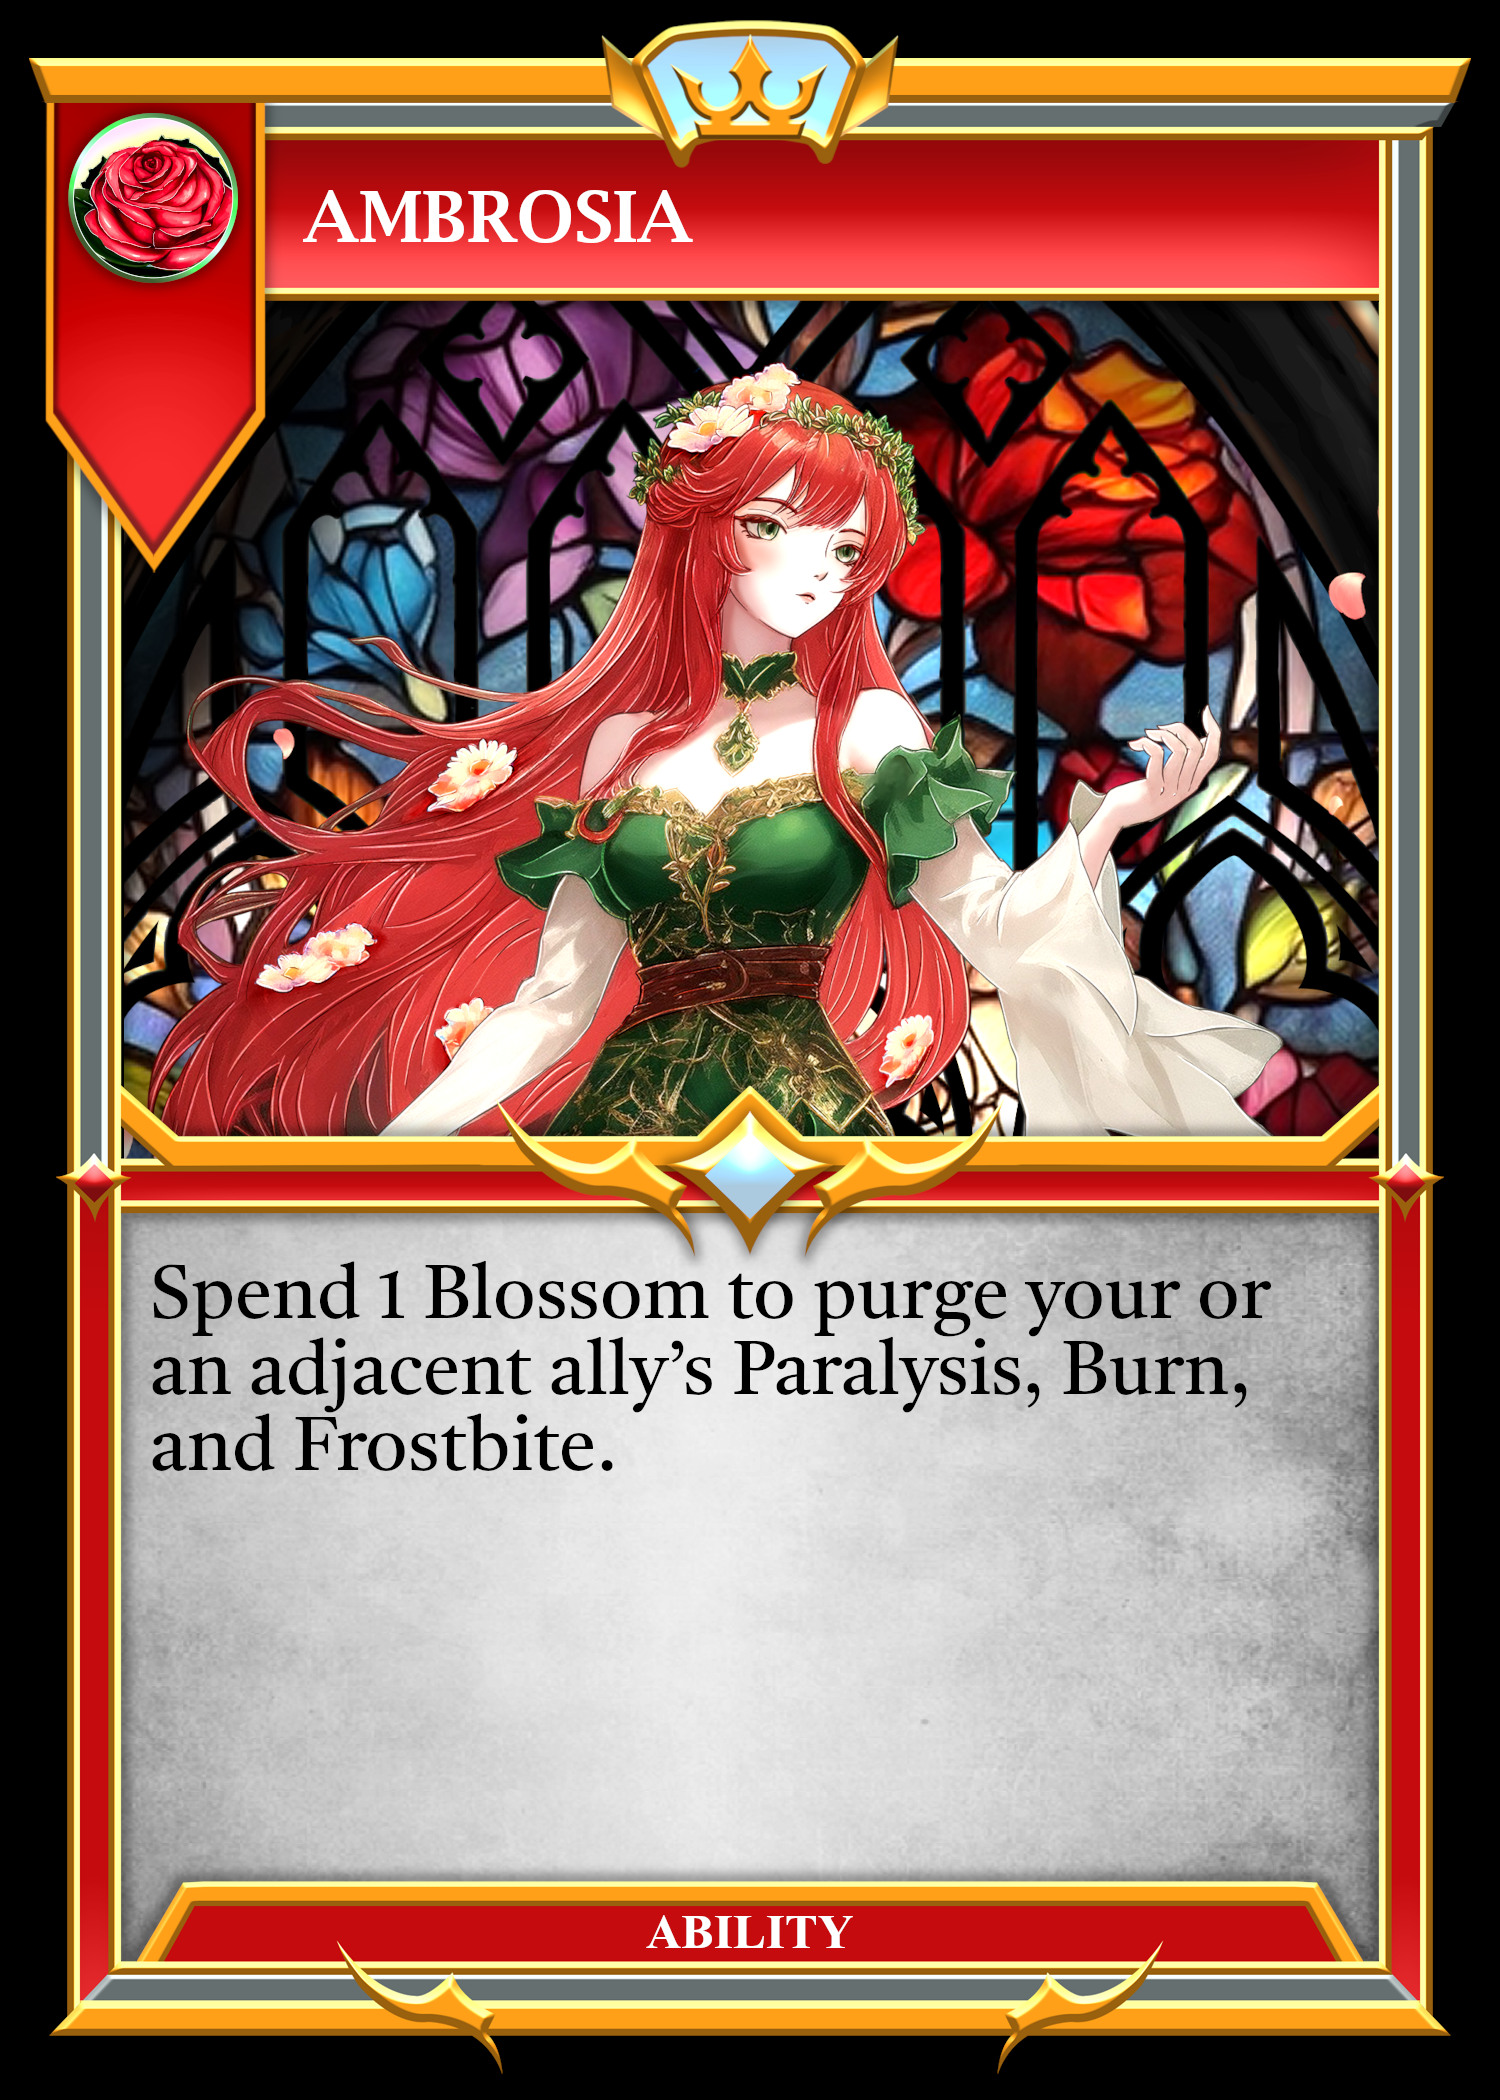 AMBROSIA
Spend 1 Blossom to purge your or
an adjacent ally’s Paralysis, Burn,
and Frostbite.
ABILITY